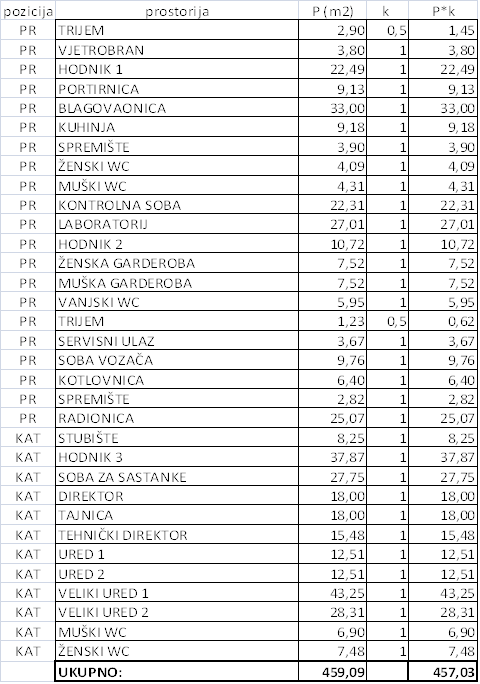 pozicija prostorija P (m2) k P*k
PR TRIJEM 2,90 0,5 1,45
PR VJETROBRAN 3,80 1 3,80
PR HODNIK 1 22,49 1 22,49
PR PORTIRNICA 9,13 1 9,13
PR BLAGOVAONICA 33,00 1 33,00
PR KUHINJA 9,18 1 9,18
PR SPREMIŠTE 3,90 1 3,90
PR ŽENSKI WC 4,09 1 4,09
PR MUŠKI WC 4,31 1 4,31
PR KONTROLNA SOBA 22,31 1 22,31
PR LABORATORIJ 27,01 1 27,01
PR HODNIK 2 10,72 1 10,72
PR ŽENSKA GARDEROBA 7,52 1 7,52
PR MUŠKA GARDEROBA 7,52 1 7,52
PR VANJSKI WC 5,95 1 5,95
PR TRIJEM 1,23 0,5 0,62
PR SERVISNI ULAZ 3,67 1 3,67
PR SOBA VOZAČA 9,76 1 9,76
PR KOTLOVNICA 6,40 1 6,40
PR SPREMIŠTE 2,82 1 2,82
PR RADIONICA 25,07 1 25,07
KAT STUBIŠTE 8,25 1 8,25
KAT HODNIK 3 37,87 1 37,87
KAT SOBA ZA SASTANKE 27,75 1 27,75
KAT DIREKTOR 18,00 1 18,00
KAT TAJNICA 18,00 1 18,00
KAT TEHNIČKI DIREKTOR 15,48 1 15,48
KAT URED 1 12,51 1 12,51
KAT URED 2 12,51 1 12,51
KAT VELIKI URED 1 43,25 1 43,25
KAT VELIKI URED 2 28,31 1 28,31
KAT MUŠKI WC 6,90 1 6,90
KAT ŽENSKI WC 7,48 1 7,48
UKUPNO: 459,09 457,03